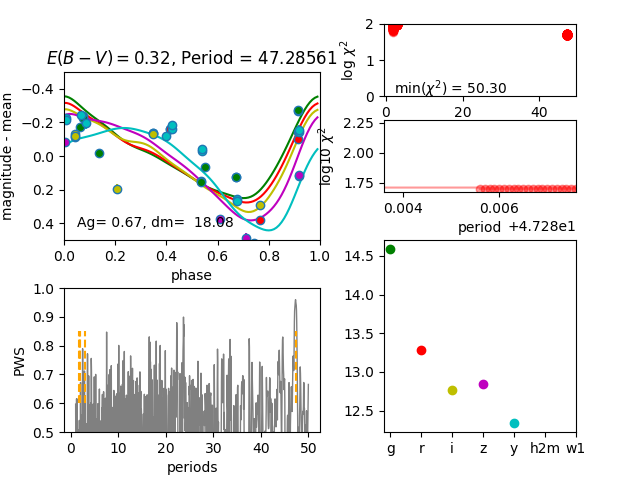 E(B − V) = 0.32, Period = 47.28561
magnitude - mean
−0.4
−0.2
0.0
0.2
0.4
Ag= 0.67, dm=  18.08
0.0 0.2 0.4 0.6 0.8 1.0
phase
log χ²
2
1
0
min(χ²) = 50.30
0 20 40
log10 χ²
2.25
2.00
1.75
0.004 0.006
period +4.728e1
PWS
1.0
0.9
0.8
0.7
0.6
0.5
0 10 20 30 40 50
periods
14.5
14.0
13.5
13.0
12.5
g r i z y h2m w1